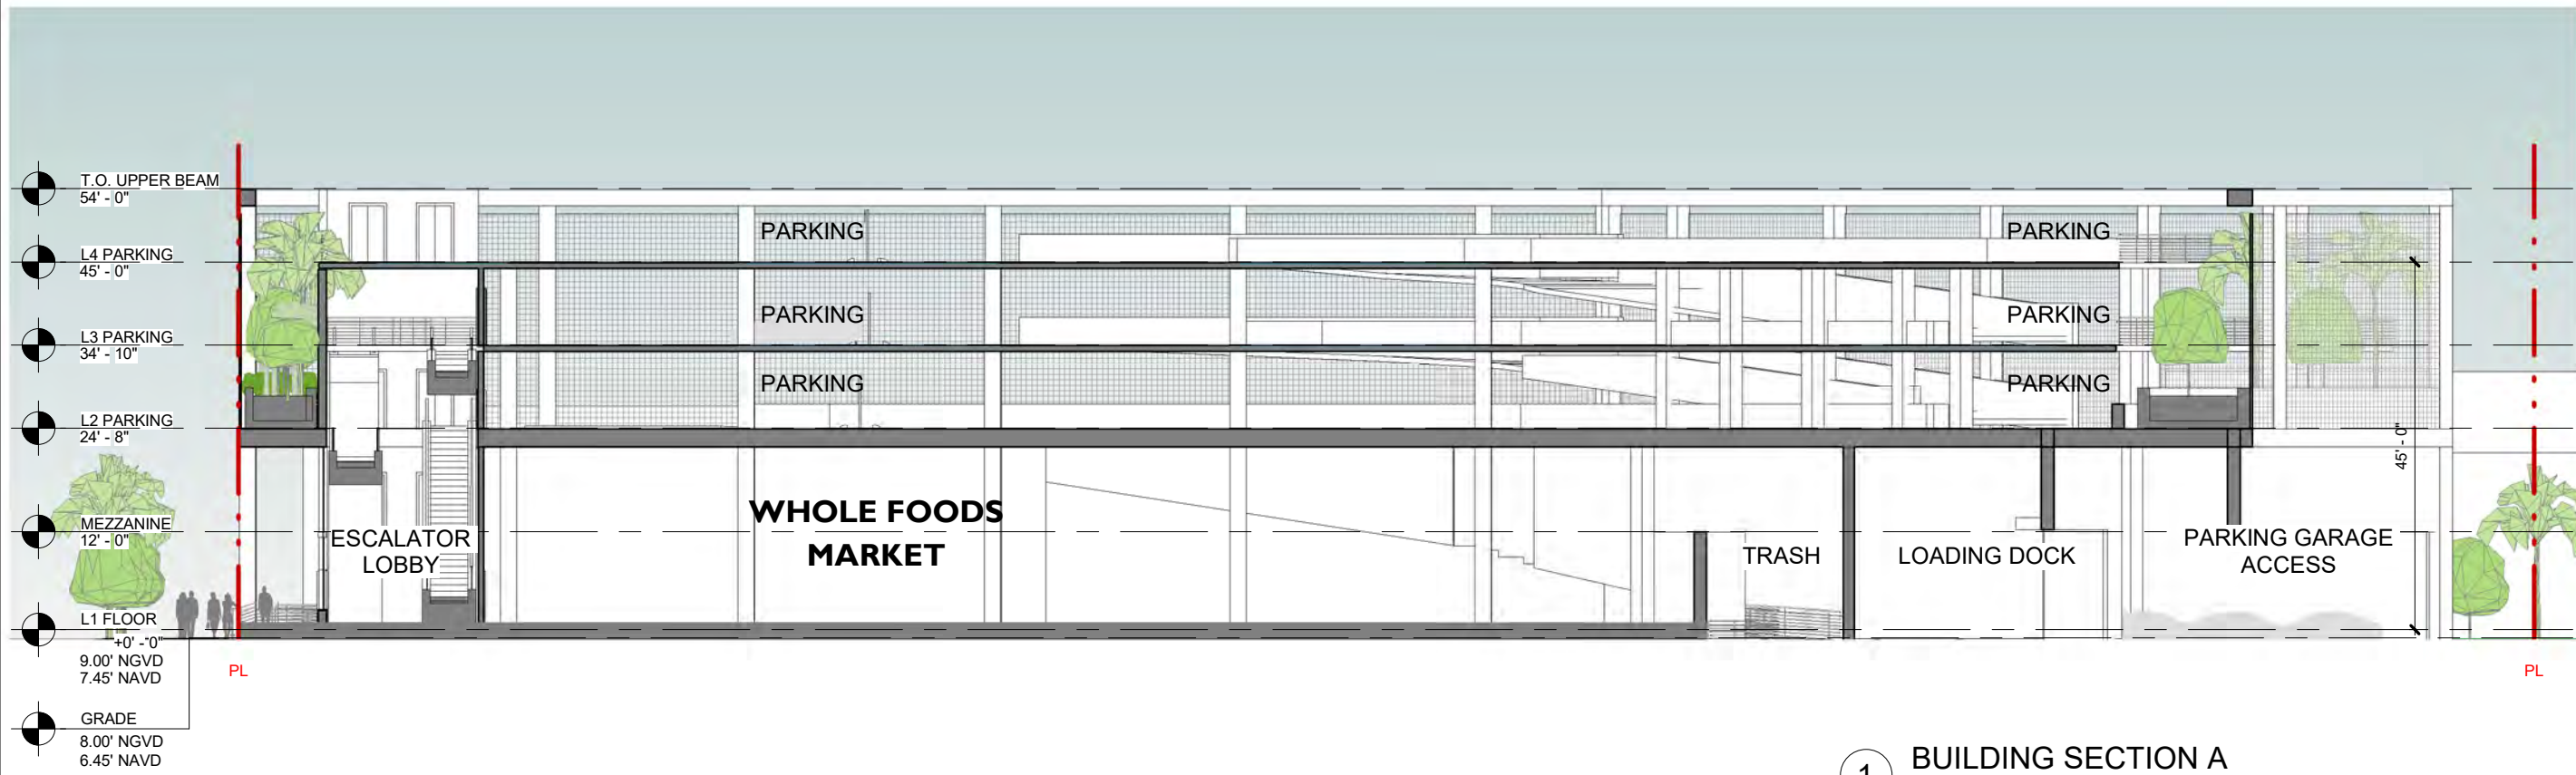 T.O. UPPER BEAM
54' - 0"
L4 PARKING
45' - 0"
L3 PARKING
34' - 10"
L2 PARKING
24' - 8"
MEZZANINE
12' - 0"
L1 FLOOR
+0' -0"
9.00' NGVD
7.45' NAVD
GRADE
8.00' NGVD
6.45' NAVD
PL
PARKING
PARKING
PARKING
PARKING
PARKING
PARKING
ESCALATOR
LOBBY
WHOLE FOODS
MARKET
TRASH
LOADING DOCK
PARKING GARAGE
ACCESS
45' - 0"
PL
1
BUILDING SECTION A